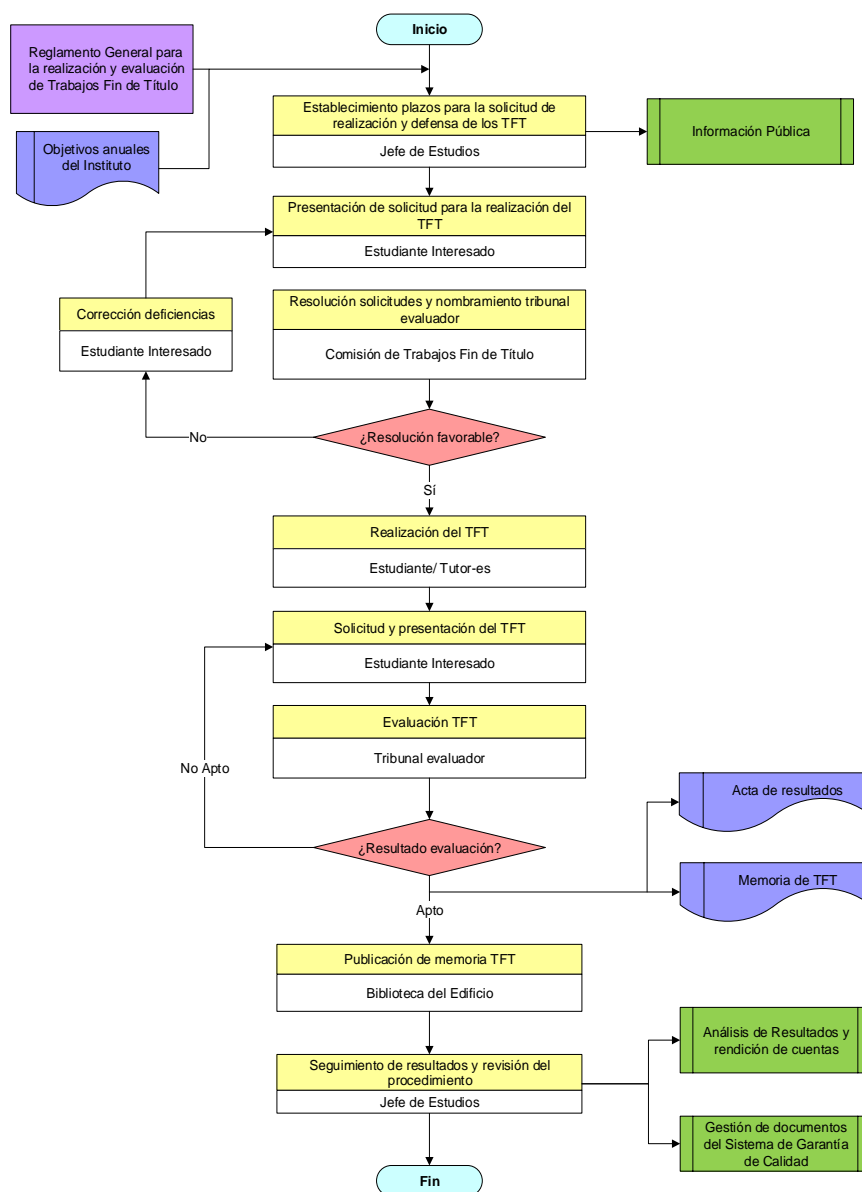 Inicio
Reglamento General para
la realización y evaluación
de Trabajos Fin de Título
Establecimiento plazos para la solicitud de
realización y defensa de los TFT
Jefe de Estudios
Información Pública
Objetivos anuales
del Instituto
Presentación de solicitud para la realización del
TFT
Estudiante Interesado
Corrección deficiencias
Estudiante Interesado
Resolución solicitudes y nombramiento tribunal
evaluador
Comisión de Trabajos Fin de Título
¿Resolución favorable?
No
Sí
Realización del TFT
Estudiante/ Tutor-es
Solicitud y presentación del TFT
Estudiante Interesado
Evaluación TFT
Tribunal evaluador
No Apto
¿Resultado evaluación?
Acta de resultados
Memoria de TFT
Apto
Publicación de memoria TFT
Biblioteca del Edificio
Seguimiento de resultados y revisión del
procedimiento
Jefe de Estudios
Análisis de Resultados y
rendición de cuentas
Gestión de documentos
del Sistema de Garantía
de Calidad
Fin